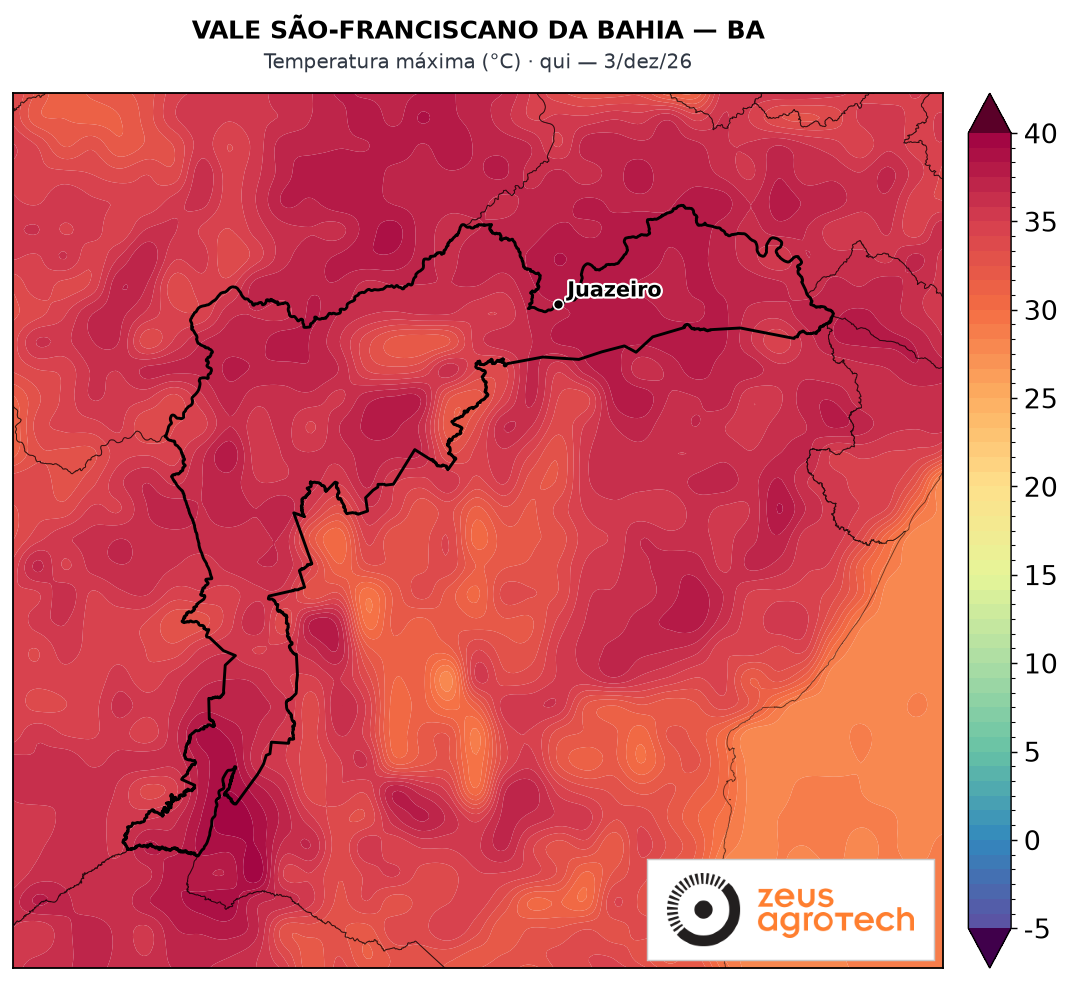 VALE SÃO-FRANCISCANO DA BAHIA — BA
Temperatura máxima (°C) · qui — 3/dez/26
Juazeiro
40
35
30
25
20
15
10
5
0
-5
zeus
agrotech